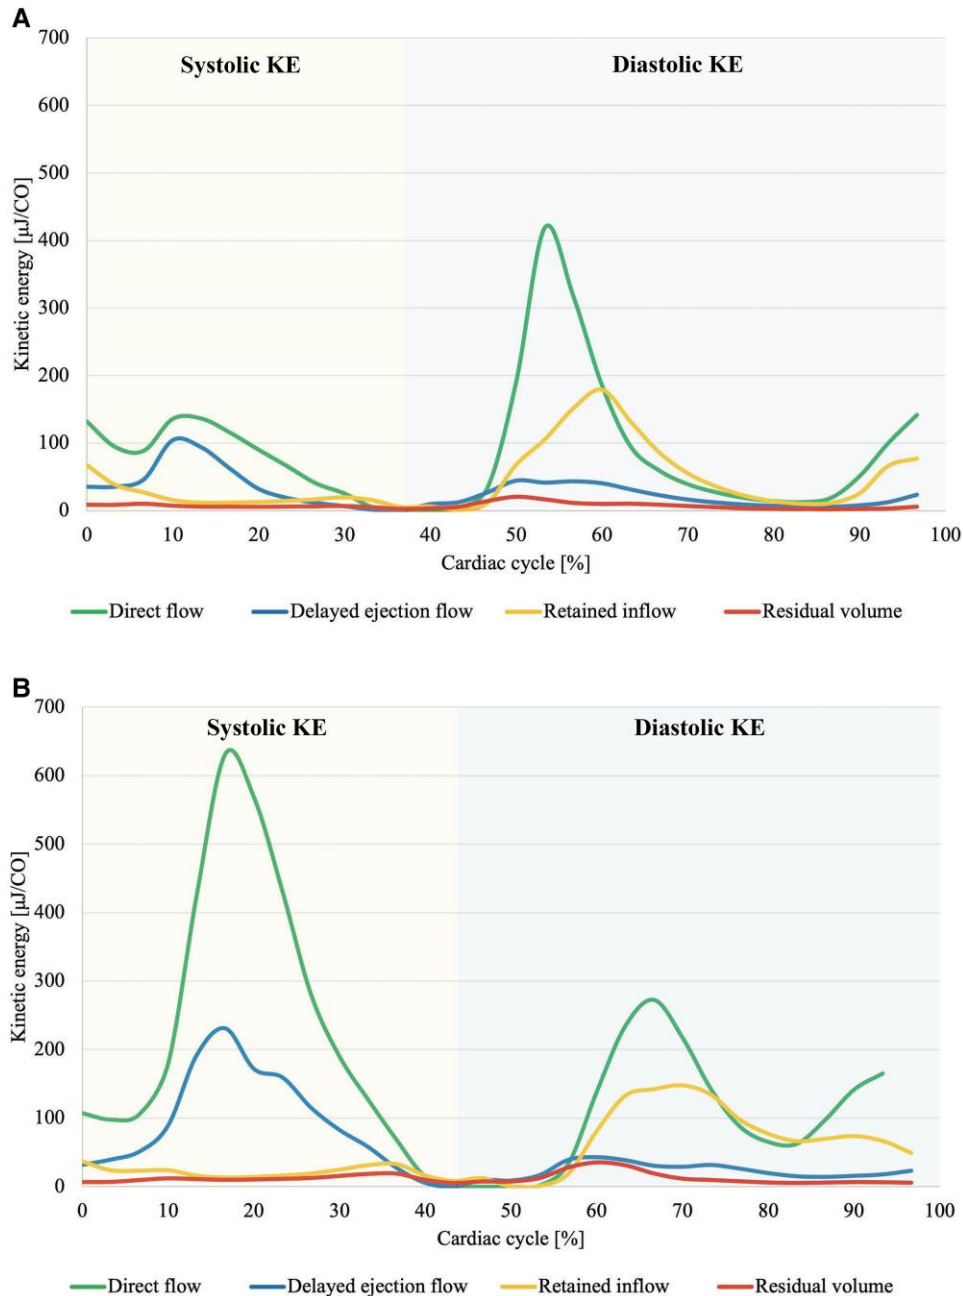 A
700
Systolic KE Diastolic KE
600
500
400
300
200
100
0
Kinetic energy [µJ/CO]
0 10 20 30 40 50 60 70 80 90 100
Cardiac cycle [%]
Direct flow Delayed ejection flow Retained inflow Residual volume
B
700
Systolic KE Diastolic KE
600
500
400
300
200
100
0
Kinetic energy [µJ/CO]
0 10 20 30 40 50 60 70 80 90 100
Cardiac cycle [%]
Direct flow Delayed ejection flow Retained inflow Residual volume